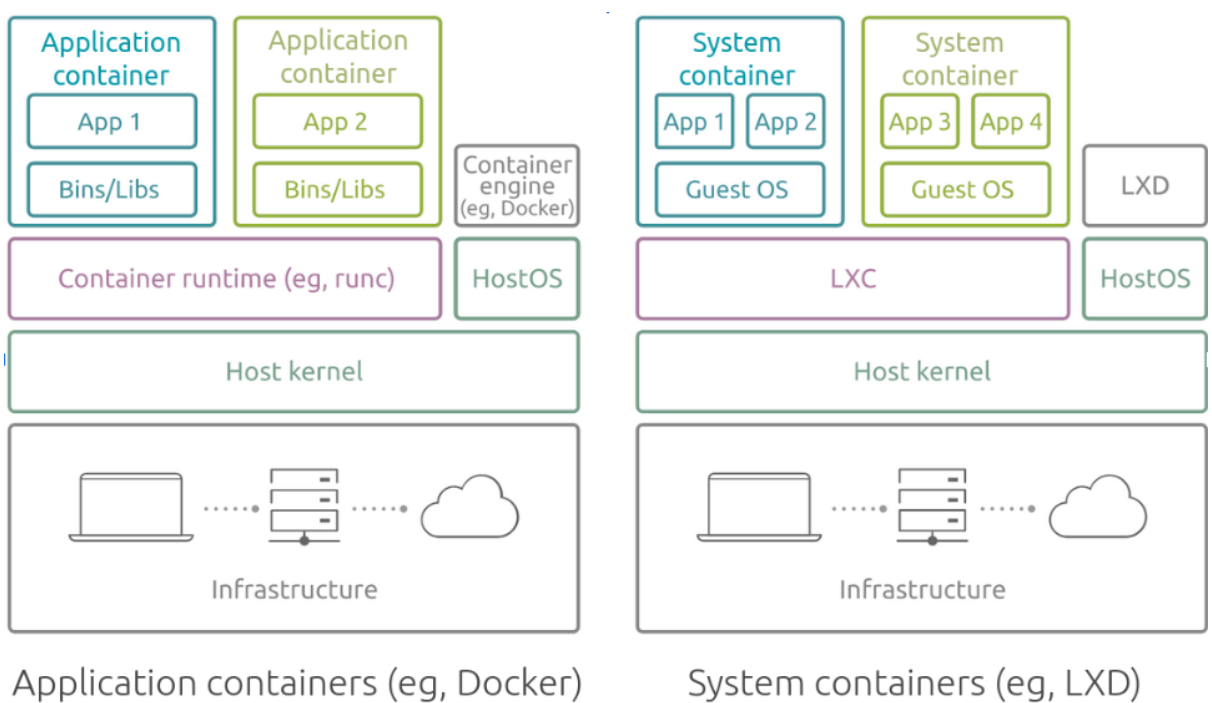 Application
container
App 1
Bins/Libs
Application
container
App 2
Bins/Libs
Container
engine
(eg, Docker)
Container runtime (eg, runc)
HostOS
Host kernel
Infrastructure
Application containers (eg, Docker)
System
container
App 1
App 2
Guest OS
System
container
App 3
App 4
Guest OS
LXD
LXC
HostOS
Host kernel
Infrastructure
System containers (eg, LXD)